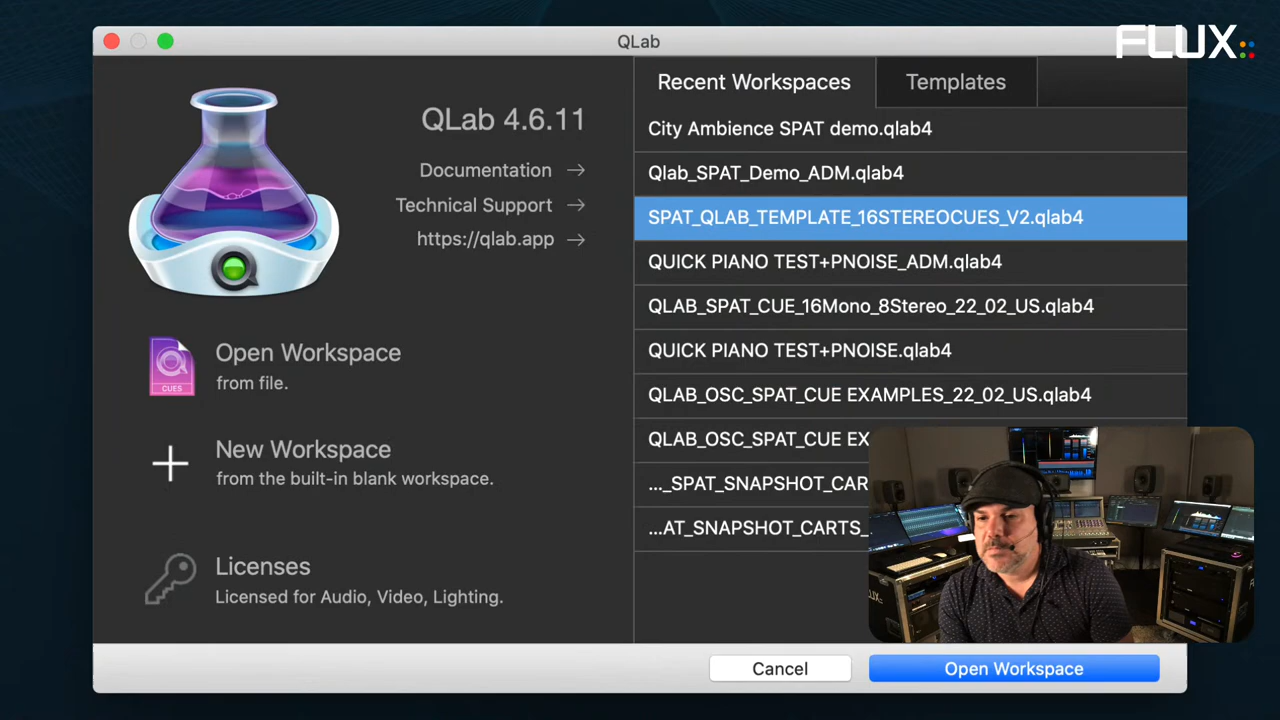 QLab
FLUX::
QLab 4.6.11
Documentation →
Technical Support →
https://qlab.app →
CUES
Open Workspace
from file.
New Workspace
from the built-in blank workspace.
Licenses
Licensed for Audio, Video, Lighting.
Recent Workspaces
Templates
City Ambience SPAT demo.qlab4
Qlab_SPAT_Demo_ADM.qlab4
SPAT_QLAB_TEMPLATE_16STEREOCUES_V2.qlab4
QUICK PIANO TEST+PNOISE_ADM.qlab4
QLAB_SPAT_CUE_16Mono_8Stereo_22_02_US.qlab4
QUICK PIANO TEST+PNOISE.qlab4
QLAB_OSC_SPAT_CUE EXAMPLES_22_02_US.qlab4
QLAB_OSC_SPAT_CUE EX
..._SPAT_SNAPSHOT_CAR
...AT_SNAPSHOT_CARTS_
FLUX::
Cancel
Open Workspace